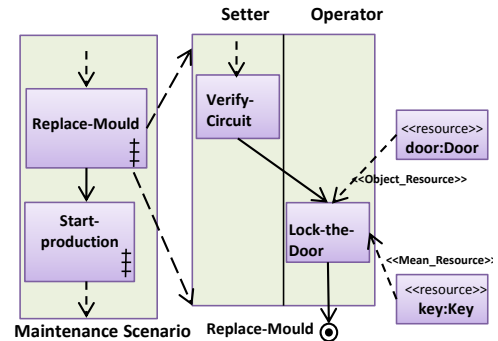 Setter Operator
Replace-Mould
Start-
production
Maintenance Scenario
Verify-
Circuit
Lock-the-
Door
Replace-Mould
<<resource>>
door:Door
<<Object_Resource>>
<<Mean_Resource>>
<<resource>>
key:Key